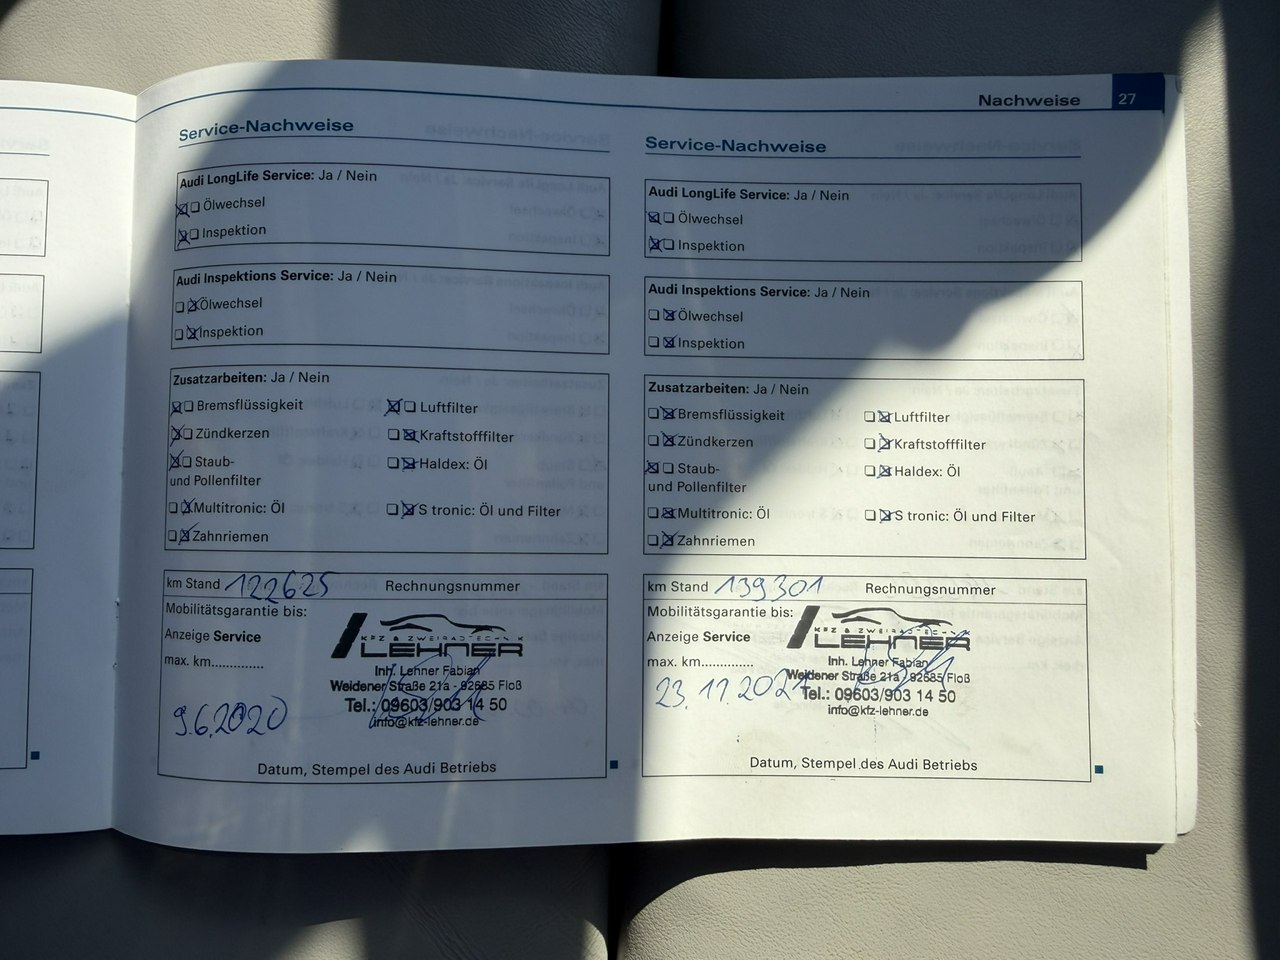 Nachweise 27
Service-Nachweise
Audi LongLife Service: Ja / Nein
Ölwechsel
Inspektion
Audi Inspektions Service: Ja / Nein
Ölwechsel
Inspektion
Zusatzarbeiten: Ja / Nein
Bremsflüssigkeit Luftfilter
Zündkerzen Kraftstofffilter
Staub- Haldex: Öl
und Pollenfilter
Multitronic: Öl S tronic: Öl und Filter
Zahnriemen
km Stand 122625 Rechnungsnummer
Mobilitätsgarantie bis:
KFZ & ZWEIRADTECHNIK
Anzeige Service LEHNER
max. km.............. Inh. Lehner Fabian
Weidener Straße 21a - 92685 Floß
Tel.: 09603/903 14 50
9.6.2020 info@kfz-lehner.de
Datum, Stempel des Audi Betriebs
Service-Nachweise
Audi LongLife Service: Ja / Nein
Ölwechsel
Inspektion
Audi Inspektions Service: Ja / Nein
Ölwechsel
Inspektion
Zusatzarbeiten: Ja / Nein
Bremsflüssigkeit Luftfilter
Zündkerzen Kraftstofffilter
Staub- Haldex: Öl
und Pollenfilter
Multitronic: Öl S tronic: Öl und Filter
Zahnriemen
km Stand 139301 Rechnungsnummer
Mobilitätsgarantie bis:
KFZ & ZWEIRADTECHNIK
Anzeige Service LEHNER
max. km.............. Inh. Lehner Fabian
Weidener Straße 21a - 92685 Floß
23.11.2021 Tel.: 09603/903 14 50
info@kfz-lehner.de
Datum, Stempel des Audi Betriebs